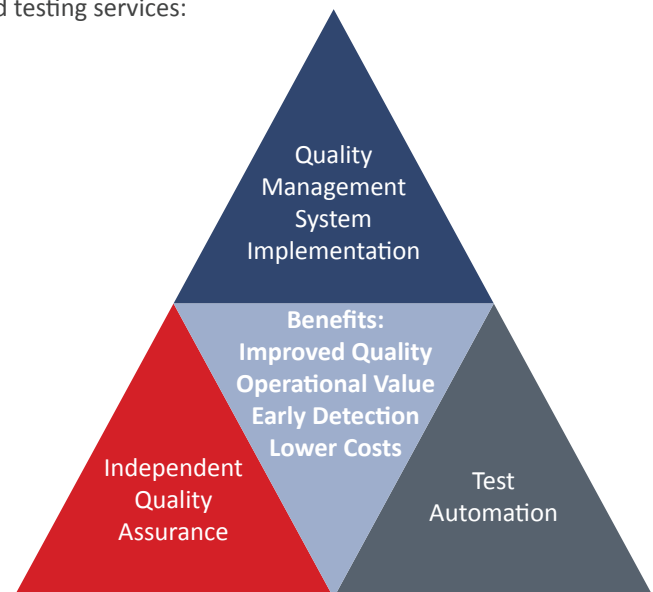 testing services:
Quality
Management
System
Implementation
Benefits:
Improved Quality
Operational Value
Early Detection
Lower Costs
Independent
Quality
Assurance
Test
Automation